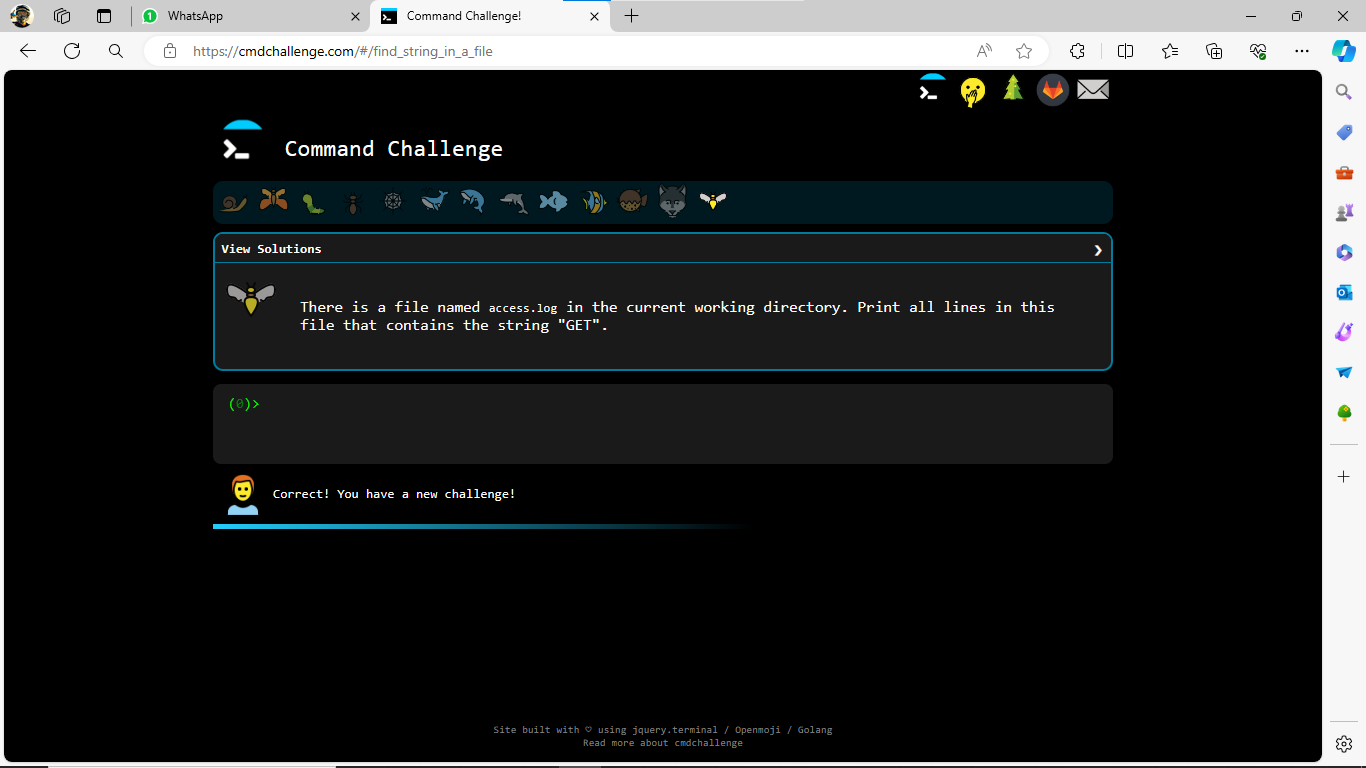 1
WhatsApp
Command Challenge!
https://cmdchallenge.com/#/find_string_in_a_file
Command Challenge
View Solutions
There is a file named access.log in the current working directory. Print all lines in this
file that contains the string "GET".
(0)>
Correct! You have a new challenge!
Site built with ♡ using jquery.terminal / Openmoji / Golang
Read more about cmdchallenge